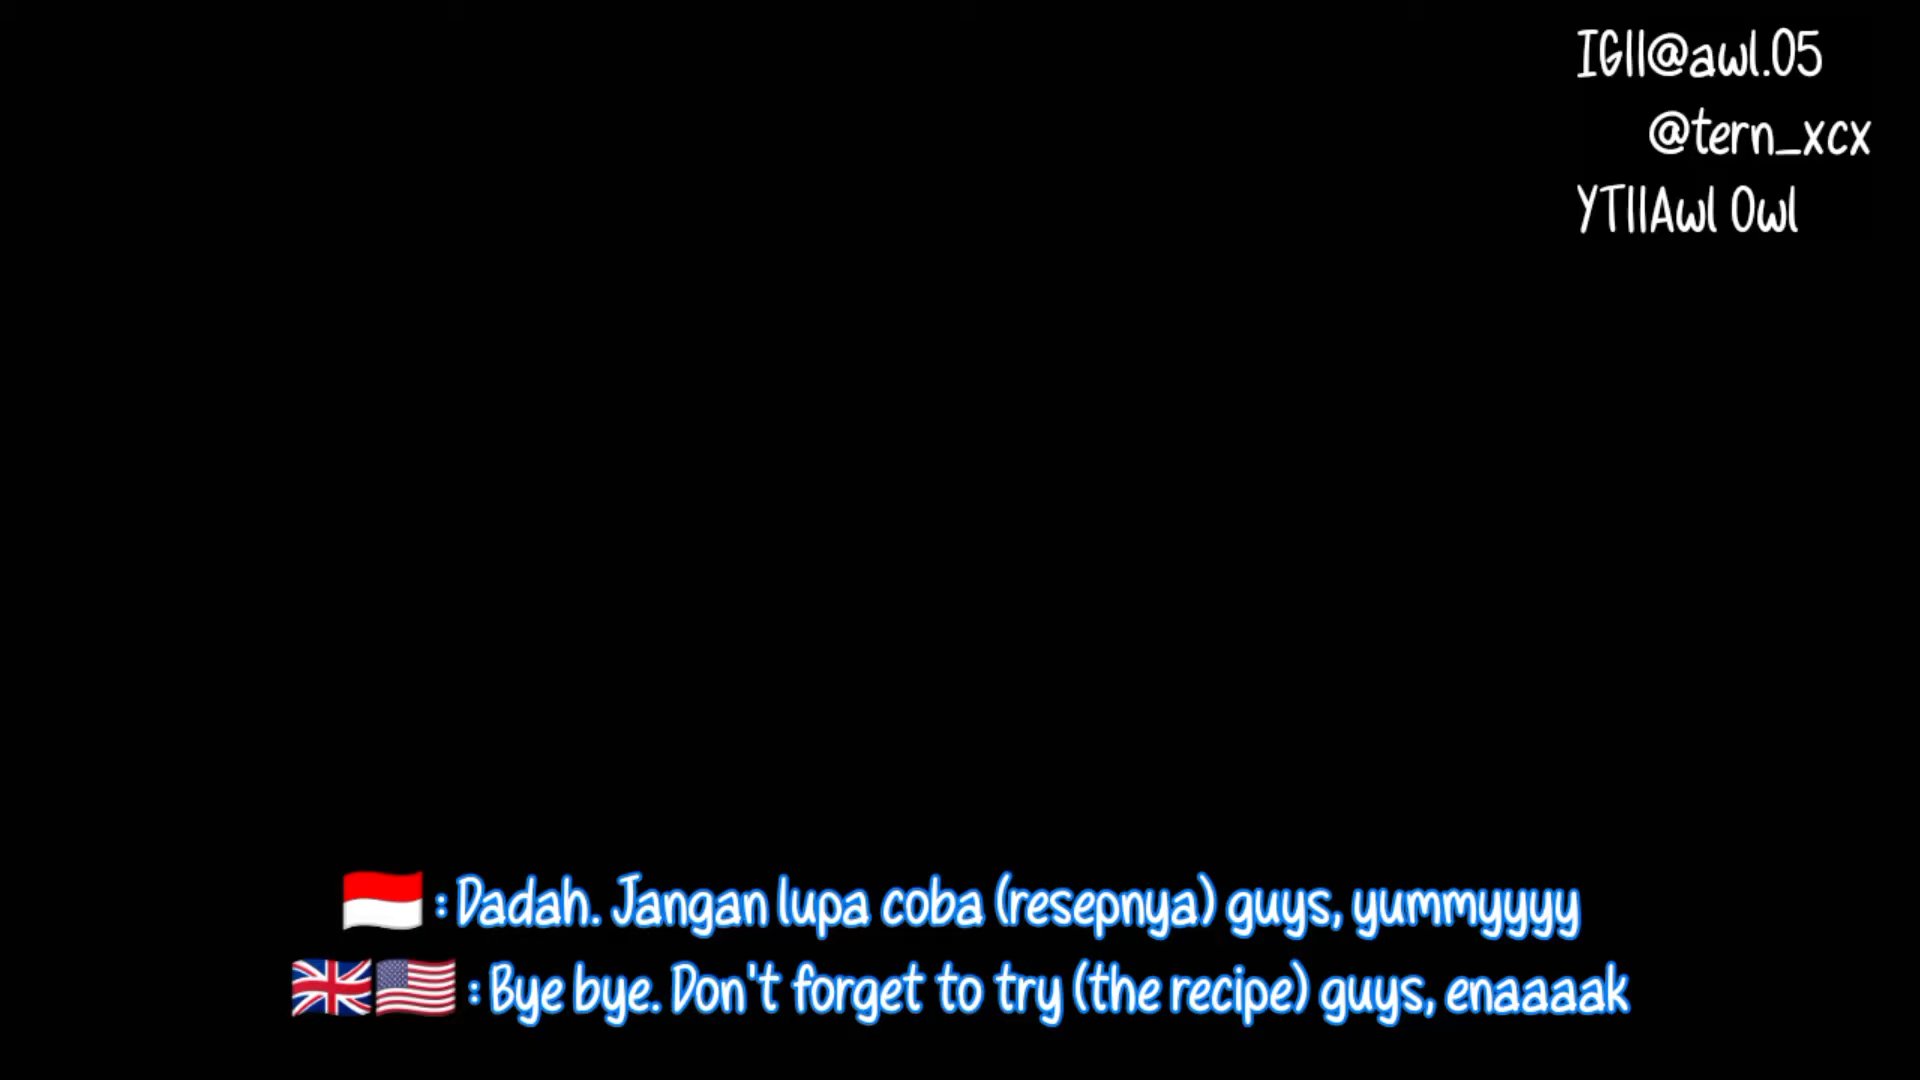 IG||@awl.05
@tern_xcx
YT||Awl Owl
🇮🇩 : Dadah. Jangan lupa coba (resepnya) guys, yummyyyy
🇬🇧🇺🇸 : Bye bye. Don't forget to try (the recipe) guys, enaaaak